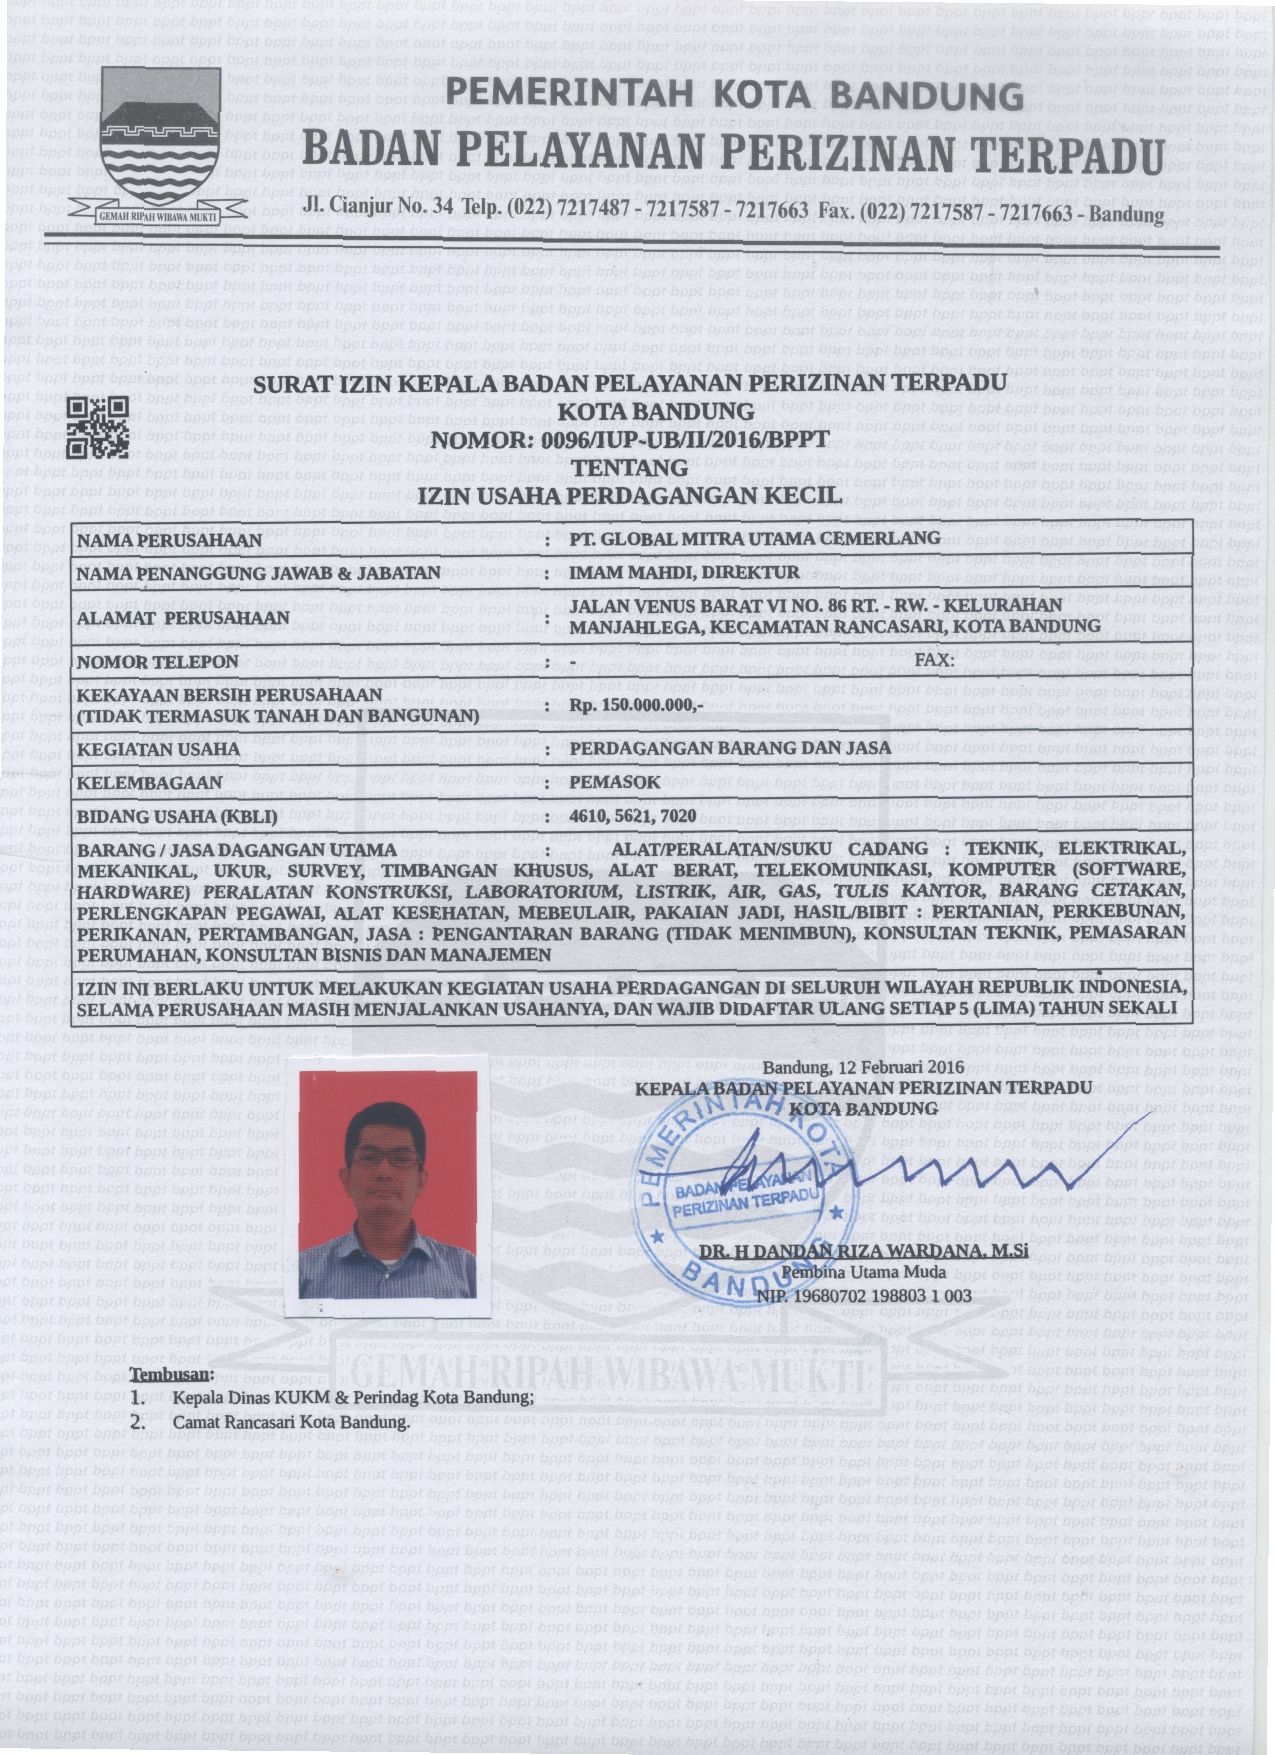 PEMERINTAH KOTA BANDUNG
BADAN PELAYANAN PERIZINAN TERPADU
Jl. Cianjur No. 34 Telp. (022) 7217487 - 7217587 - 7217663 Fax. (022) 7217587 - 7217663 - Bandung
GEMAH RIPAH WIBAWA MUKTI
SURAT IZIN KEPALA BADAN PELAYANAN PERIZINAN TERPADU
KOTA BANDUNG
NOMOR: 0096/IUP-UB/II/2016/BPPT
TENTANG
IZIN USAHA PERDAGANGAN KECIL
NAMA PERUSAHAAN : PT. GLOBAL MITRA UTAMA CEMERLANG
NAMA PENANGGUNG JAWAB & JABATAN : IMAM MAHDI, DIREKTUR
ALAMAT PERUSAHAAN : JALAN VENUS BARAT VI NO. 86 RT. - RW. - KELURAHAN
MANJAHLEGA, KECAMATAN RANCASARI, KOTA BANDUNG
NOMOR TELEPON : - FAX:
KEKAYAAN BERSIH PERUSAHAAN
(TIDAK TERMASUK TANAH DAN BANGUNAN) : Rp. 150.000.000,-
KEGIATAN USAHA : PERDAGANGAN BARANG DAN JASA
KELEMBAGAAN : PEMASOK
BIDANG USAHA (KBLI) : 4610, 5621, 7020
BARANG / JASA DAGANGAN UTAMA : ALAT/PERALATAN/SUKU CADANG : TEKNIK, ELEKTRIKAL,
MEKANIKAL, UKUR, SURVEY, TIMBANGAN KHUSUS, ALAT BERAT, TELEKOMUNIKASI, KOMPUTER (SOFTWARE,
HARDWARE) PERALATAN KONSTRUKSI, LABORATORIUM, LISTRIK, AIR, GAS, TULIS KANTOR, BARANG CETAKAN,
PERLENGKAPAN PEGAWAI, ALAT KESEHATAN, MEBEULAIR, PAKAIAN JADI, HASIL/BIBIT : PERTANIAN, PERKEBUNAN,
PERIKANAN, PERTAMBANGAN, JASA : PENGANTARAN BARANG (TIDAK MENIMBUN), KONSULTAN TEKNIK, PEMASARAN
PERUMAHAN, KONSULTAN BISNIS DAN MANAJEMEN
IZIN INI BERLAKU UNTUK MELAKUKAN KEGIATAN USAHA PERDAGANGAN DI SELURUH WILAYAH REPUBLIK INDONESIA,
SELAMA PERUSAHAAN MASIH MENJALANKAN USAHANYA, DAN WAJIB DIDAFTAR ULANG SETIAP 5 (LIMA) TAHUN SEKALI
Bandung, 12 Februari 2016
KEPALA BADAN PELAYANAN PERIZINAN TERPADU
KOTA BANDUNG
PEMERINTAH KOTA
BADAN PELAYANAN
PERIZINAN TERPADU
BANDUNG
DR. H DANDAN RIZA WARDANA, M.Si
Pembina Utama Muda
NIP. 19680702 198803 1 003
GEMAH RIPAH WIBAWA MUKTI
Tembusan:
1. Kepala Dinas KUKM & Perindag Kota Bandung;
2. Camat Rancasari Kota Bandung.